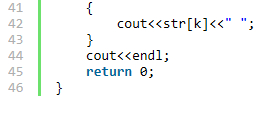 41 {
42 cout<<str[k]<<" ";
43 }
44 cout<<endl;
45 return 0;
46 }